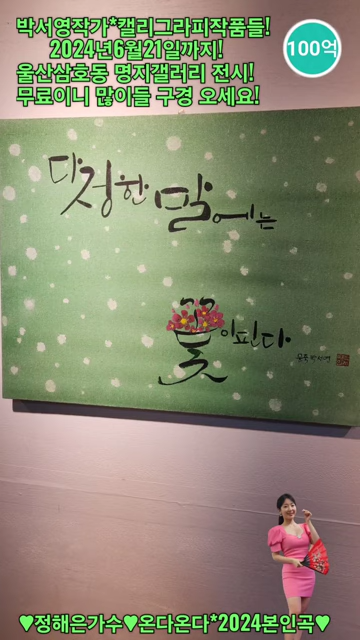 박서영작가*캘리그라피작품들!
2024년6월21일까지!
울산삼호동 명지갤러리 전시!
무료이니 많이들 구경 오세요!
100억
다정한 말에는
꽃이핀다
♥정해은가수♥온다온다*2024본인곡♥